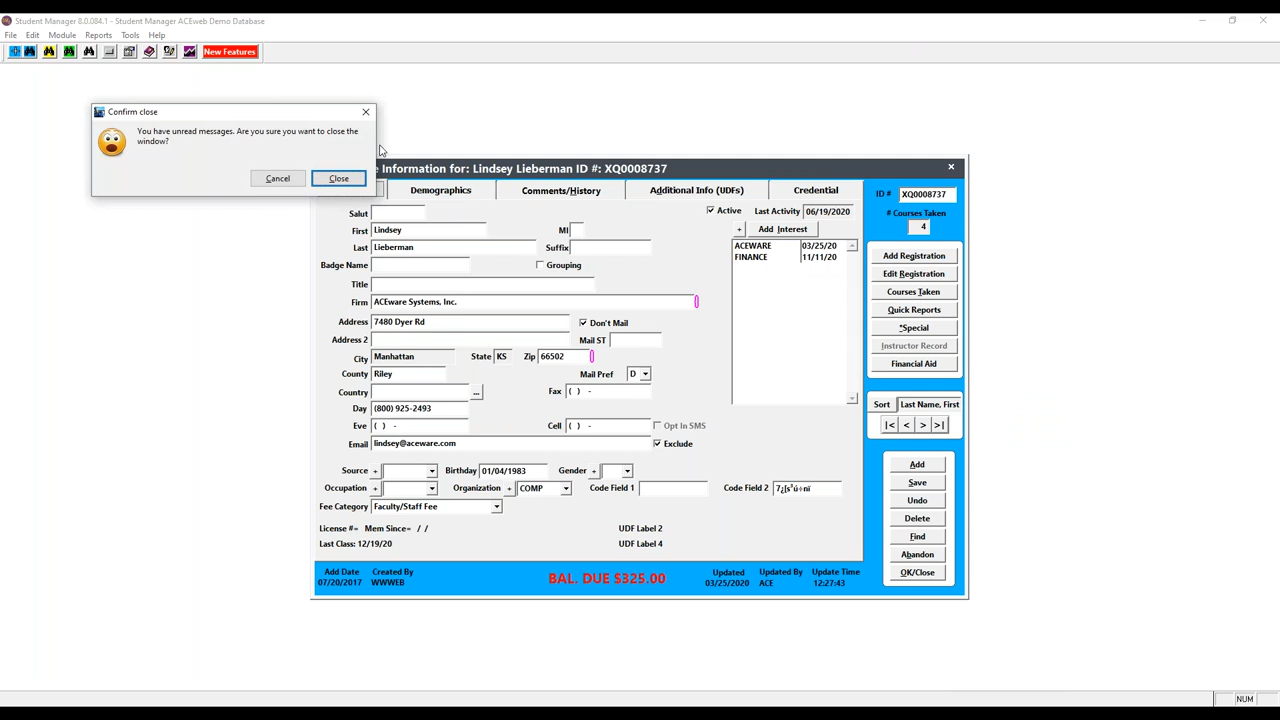 Student Manager 8.0.084.1 - Student Manager ACEweb Demo Database
File Edit Module Reports Tools Help
New Features
Confirm close
You have unread messages. Are you sure you want to close the
window?
Cancel Close
Information for: Lindsey Lieberman ID #: XQ0008737
Demographics Comments/History Additional Info (UDFs) Credential
ID # XQ0008737
# Courses Taken
4
Salut
Active Last Activity 06/19/2020
First Lindsey MI
+ Add Interest
Last Lieberman Suffix
ACEWARE 03/25/20
FINANCE 11/11/20
Badge Name Grouping
Title
Firm ACEware Systems, Inc.
Address 7480 Dyer Rd Don't Mail
Address 2 Mail ST
City Manhattan State KS Zip 66502
County Riley Mail Pref D
Country ... Fax ( ) -
Day (800) 925-2493
Eve ( ) - Cell ( ) - Opt In SMS
Email lindsey@aceware.com Exclude
Source + Birthday 01/04/1983 Gender +
Occupation + Organization + COMP Code Field 1 Code Field 2
Fee Category Faculty/Staff Fee
License #= Mem Since= / / UDF Label 2
Last Class: 12/19/20 UDF Label 4
Add Registration
Edit Registration
Courses Taken
Quick Reports
*Special
Instructor Record
Financial Aid
Sort Last Name, First
|< < > >|
Add
Save
Undo
Delete
Find
Abandon
OK/Close
Add Date Created By Updated Updated By Update Time
07/20/2017 WWWEB BAL. DUE $325.00 03/25/2020 ACE 12:27:43
NUM